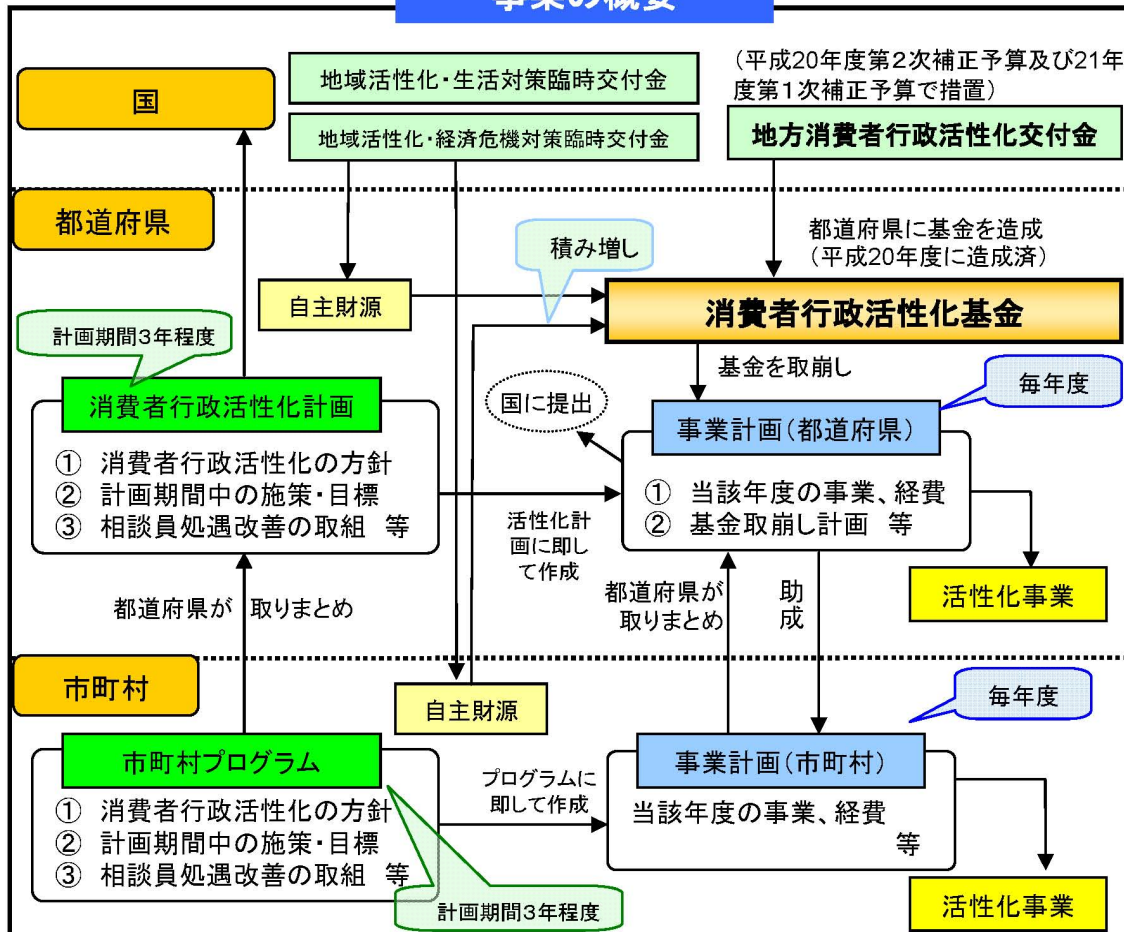 事業の概要
国
地域活性化・生活対策臨時交付金
地域活性化・経済危機対策臨時交付金
(平成20年度第２次補正予算及び21年
度第１次補正予算で措置)
地方消費者行政活性化交付金
都道府県
積み増し
都道府県に基金を造成
(平成20年度に造成済)
自主財源
消費者行政活性化基金
計画期間3年程度
基金を取崩し
毎年度
消費者行政活性化計画
① 消費者行政活性化の方針
② 計画期間中の施策・目標
③ 相談員処遇改善の取組 等
国に提出
事業計画(都道府県)
① 当該年度の事業、経費
② 基金取崩し計画 等
活性化計
画に即し
て作成
都道府県が 取りまとめ
都道府県が
取りまとめ
助
成
活性化事業
市町村
自主財源
毎年度
市町村プログラム
① 消費者行政活性化の方針
② 計画期間中の施策・目標
③ 相談員処遇改善の取組 等
計画期間3年程度
プログラムに
即して作成
事業計画(市町村)
当該年度の事業、経費
等
活性化事業